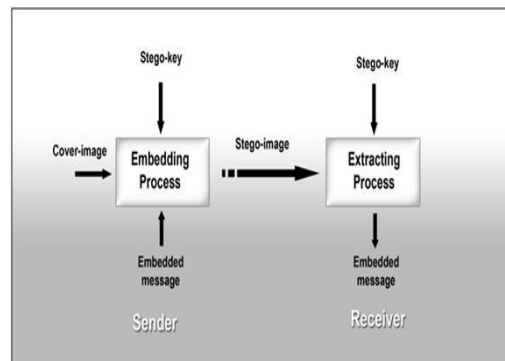 Stego-key
Stego-key
Cover-image
Embedding
Process
Stego-image
Extracting
Process
Embedded
message
Embedded
message
Sender
Receiver